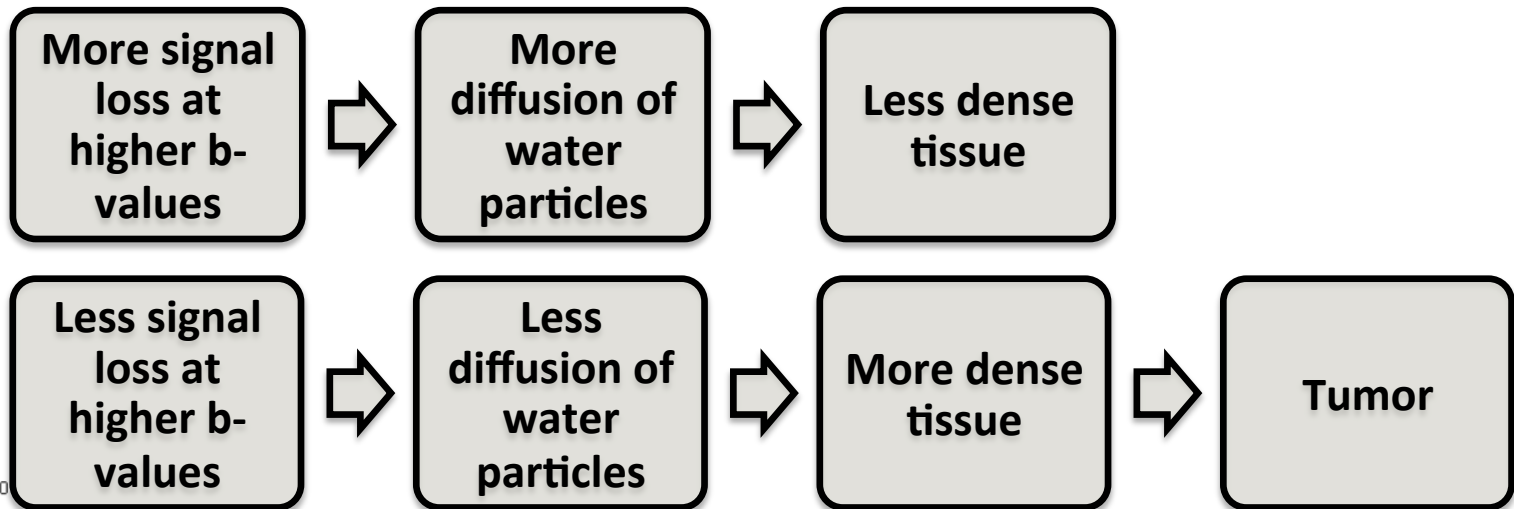 More signal
loss at
higher b-
values
More
diffusion of
water
particles
Less dense
tissue
Less signal
loss at
higher b-
values
Less
diffusion of
water
particles
More dense
tissue
Tumor